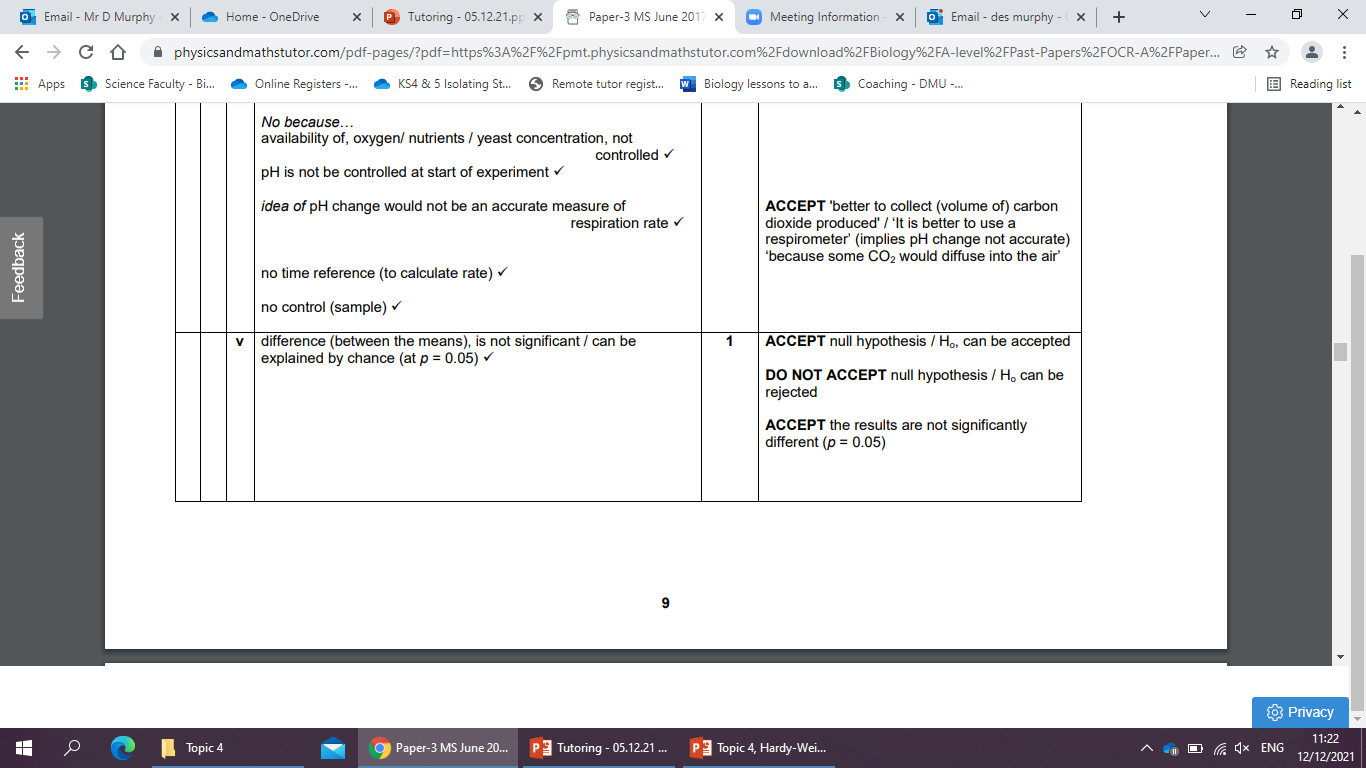 Email - Mr D Murphy -
Home - OneDrive
Tutoring - 05.12.21.pp
Paper-3 MS June 2017
Meeting Information -
Email - des murphy -
physicsandmathstutor.com/pdf-pages/?pdf=https%3A%2F%2Fpmt.physicsandmathstutor.com%2Fdownload%2FBiology%2FA-level%2FPast-Papers%2FOCR-A%2FPaper...
Apps
Science Faculty - Bi...
Online Registers -...
KS4 & 5 Isolating St...
Remote tutor regist...
Biology lessons to a...
Coaching - DMU -...
Reading list
No because…
availability of, oxygen/ nutrients / yeast concentration, not
controlled ✓
pH is not be controlled at start of experiment ✓
idea of pH change would not be an accurate measure of
respiration rate ✓
no time reference (to calculate rate) ✓
no control (sample) ✓
ACCEPT 'better to collect (volume of) carbon
dioxide produced' / ‘It is better to use a
respirometer’ (implies pH change not accurate)
‘because some CO₂ would diffuse into the air’
v
difference (between the means), is not significant / can be
explained by chance (at p = 0.05) ✓
1
ACCEPT null hypothesis / Hₒ, can be accepted
DO NOT ACCEPT null hypothesis / Hₒ can be
rejected
ACCEPT the results are not significantly
different (p = 0.05)
9
Feedback
Privacy
Topic 4
Paper-3 MS June 20...
Tutoring - 05.12.21 ...
Topic 4, Hardy-Wei...
ENG
11:22
12/12/2021